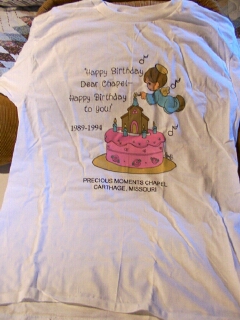 "Happy Birthday
Dear Chapel-
Happy Birthday
to you!
1989-1994
PRECIOUS MOMENTS CHAPEL
CARTHAGE, MISSOURI